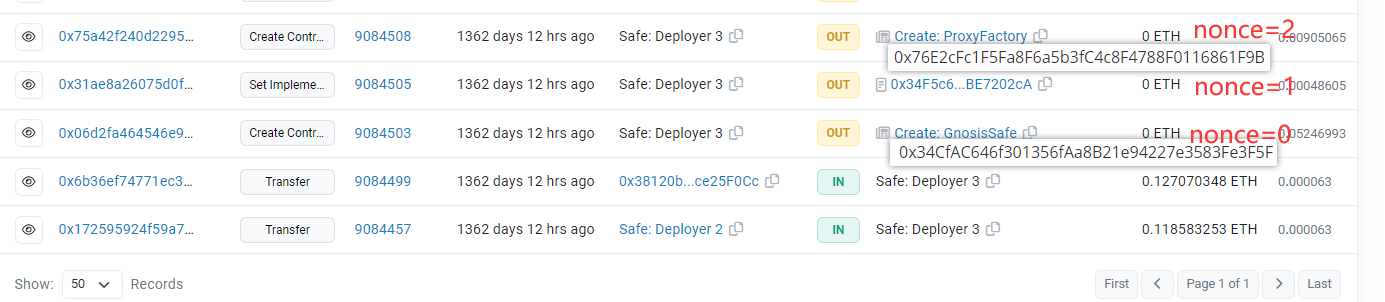 nonce=2
0x75a42f240d2295... Create Contr... 9084508 1362 days 12 hrs ago Safe: Deployer 3 OUT Create: ProxyFactory 0 ETH 0.00905065
0x76E2cFc1F5Fa8F6a5b3fC4c8F4788F0116861F9B
0x31ae8a26075d0f... Set Impleme... 9084505 1362 days 12 hrs ago Safe: Deployer 3 OUT 0x34F5c6...BE7202cA 0 ETH nonce=1 0.00048605
0x06d2fa464546e9... Create Contr... 9084503 1362 days 12 hrs ago Safe: Deployer 3 OUT Create: GnosisSafe 0 ETH nonce=0 0.05246993
0x34CfAC646f301356fAa8B21e94227e3583Fe3F5F
0x6b36ef74771ec3... Transfer 9084499 1362 days 12 hrs ago 0x38120b...ce25F0Cc IN Safe: Deployer 3 0.127070348 ETH 0.000063
0x172595924f59a7... Transfer 9084457 1362 days 12 hrs ago Safe: Deployer 2 IN Safe: Deployer 3 0.118583253 ETH 0.000063
Show: 50 Records First Page 1 of 1 Last